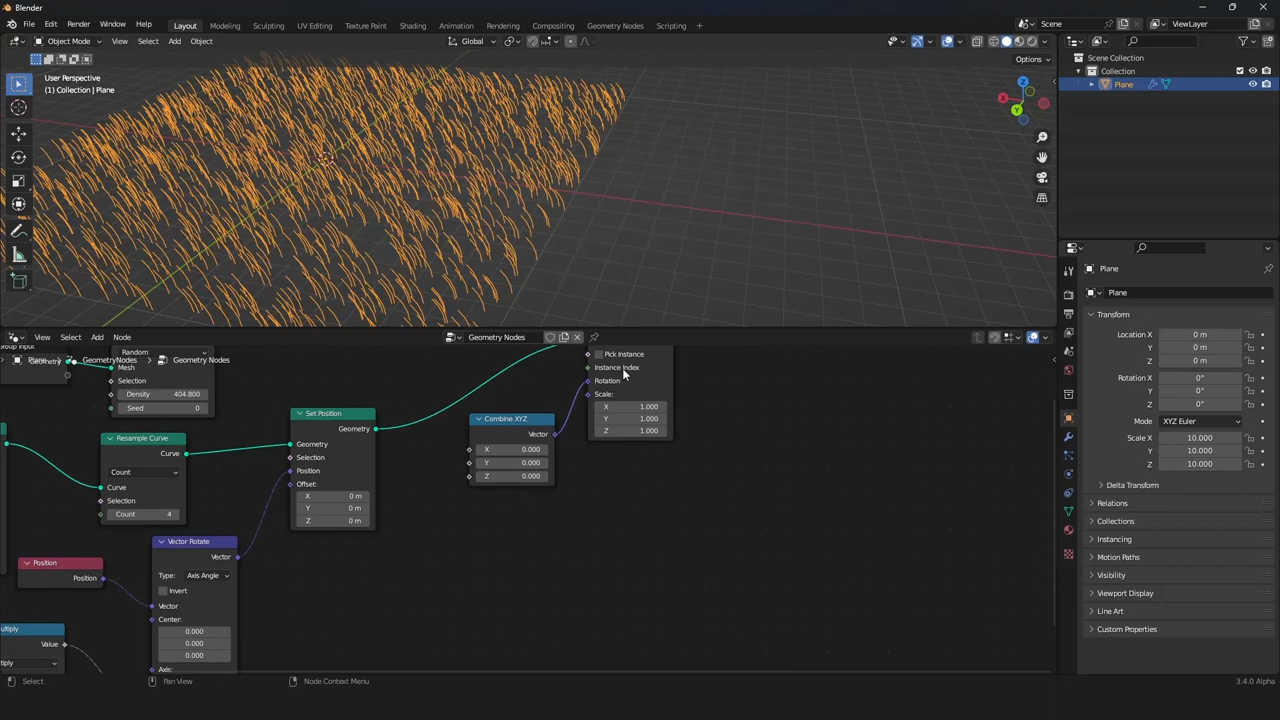 Blender
File Edit Render Window Help
Layout Modeling Sculpting UV Editing Texture Paint Shading Animation Rendering Compositing Geometry Nodes Scripting +
Scene
ViewLayer
Object Mode View Select Add Object
Global
Options
User Perspective
(1) Collection | Plane
Z
X
Y
Scene Collection
Collection
Plane
View Select Add Node
Geometry Nodes
Plane
GeometryNodes
Geometry Nodes
Geometry
Random
Mesh
Selection
Density 404.800
Seed 0
Resample Curve
Curve
Count
Curve
Selection
Count 4
Position
Position
Value
Vector Rotate
Vector
Type: Axis Angle
Invert
Vector
Center:
0.000
0.000
0.000
Axis:
Set Position
Geometry
Geometry
Selection
Position
Offset:
X 0 m
Y 0 m
Z 0 m
Combine XYZ
Vector
X 0.000
Y 0.000
Z 0.000
Pick Instance
Instance Index
Rotation
Scale:
X 1.000
Y 1.000
Z 1.000
Plane
Plane
Transform
Location X 0 m
Y 0 m
Z 0 m
Rotation X 0°
Y 0°
Z 0°
Mode XYZ Euler
Scale X 10.000
Y 10.000
Z 10.000
Delta Transform
Relations
Collections
Instancing
Motion Paths
Visibility
Viewport Display
Line Art
Custom Properties
Select
Pan View
Node Context Menu
3.4.0 Alpha